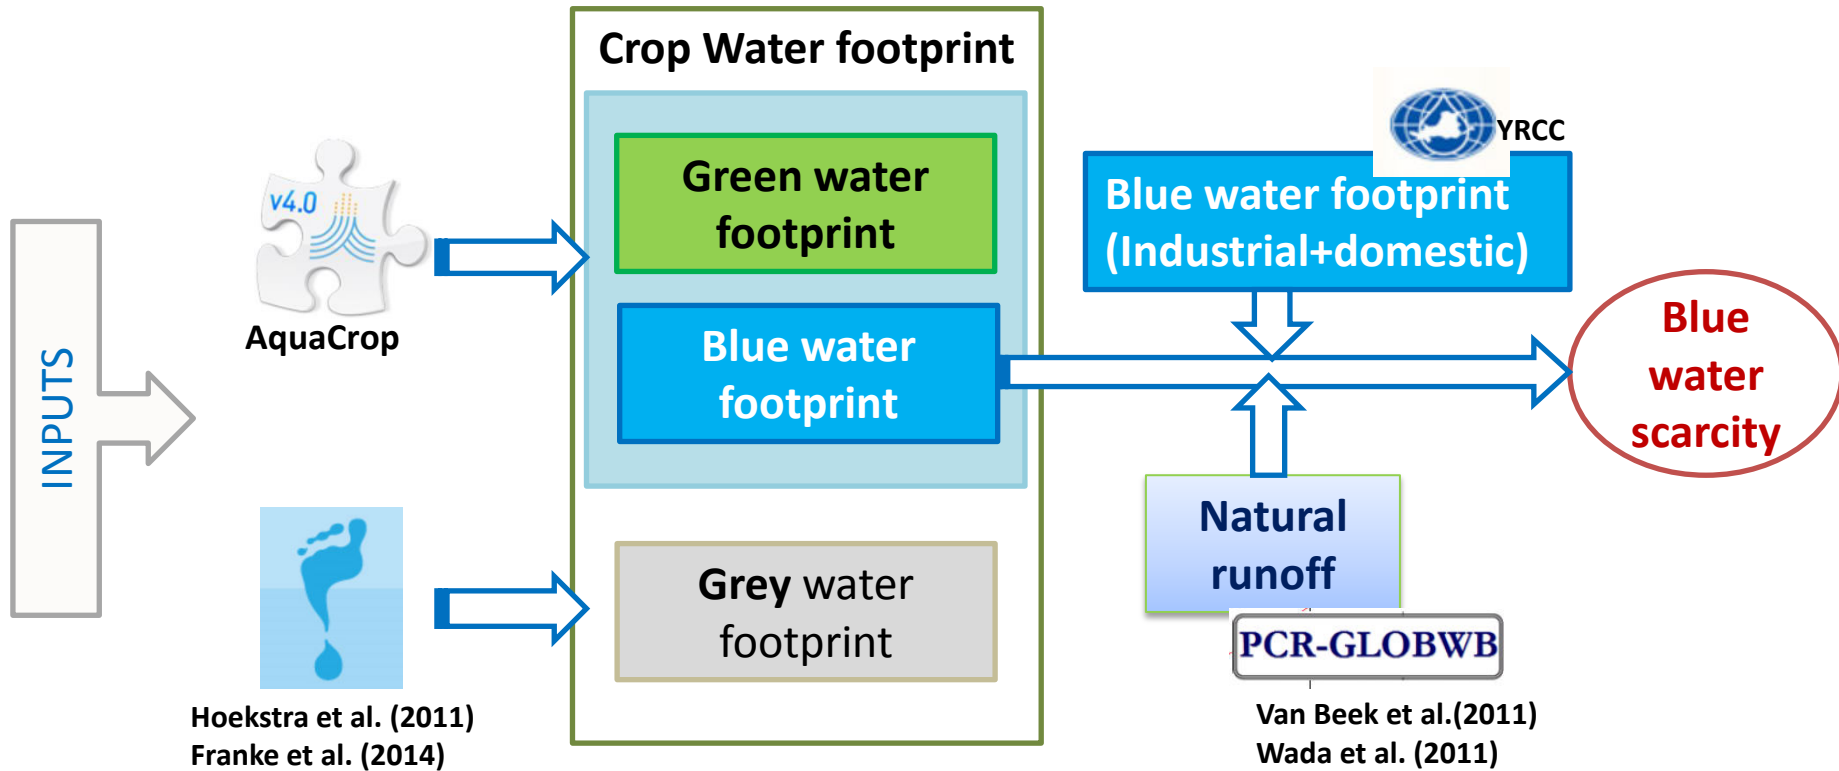 INPUTS
v4.0
AquaCrop
Hoekstra et al. (2011)
Franke et al. (2014)
Crop Water footprint
Green water
footprint
Blue water
footprint
Grey water
footprint
YRCC
Blue water footprint
(Industrial+domestic)
Natural
runoff
PCR-GLOBWB
Van Beek et al.(2011)
Wada et al. (2011)
Blue
water
scarcity